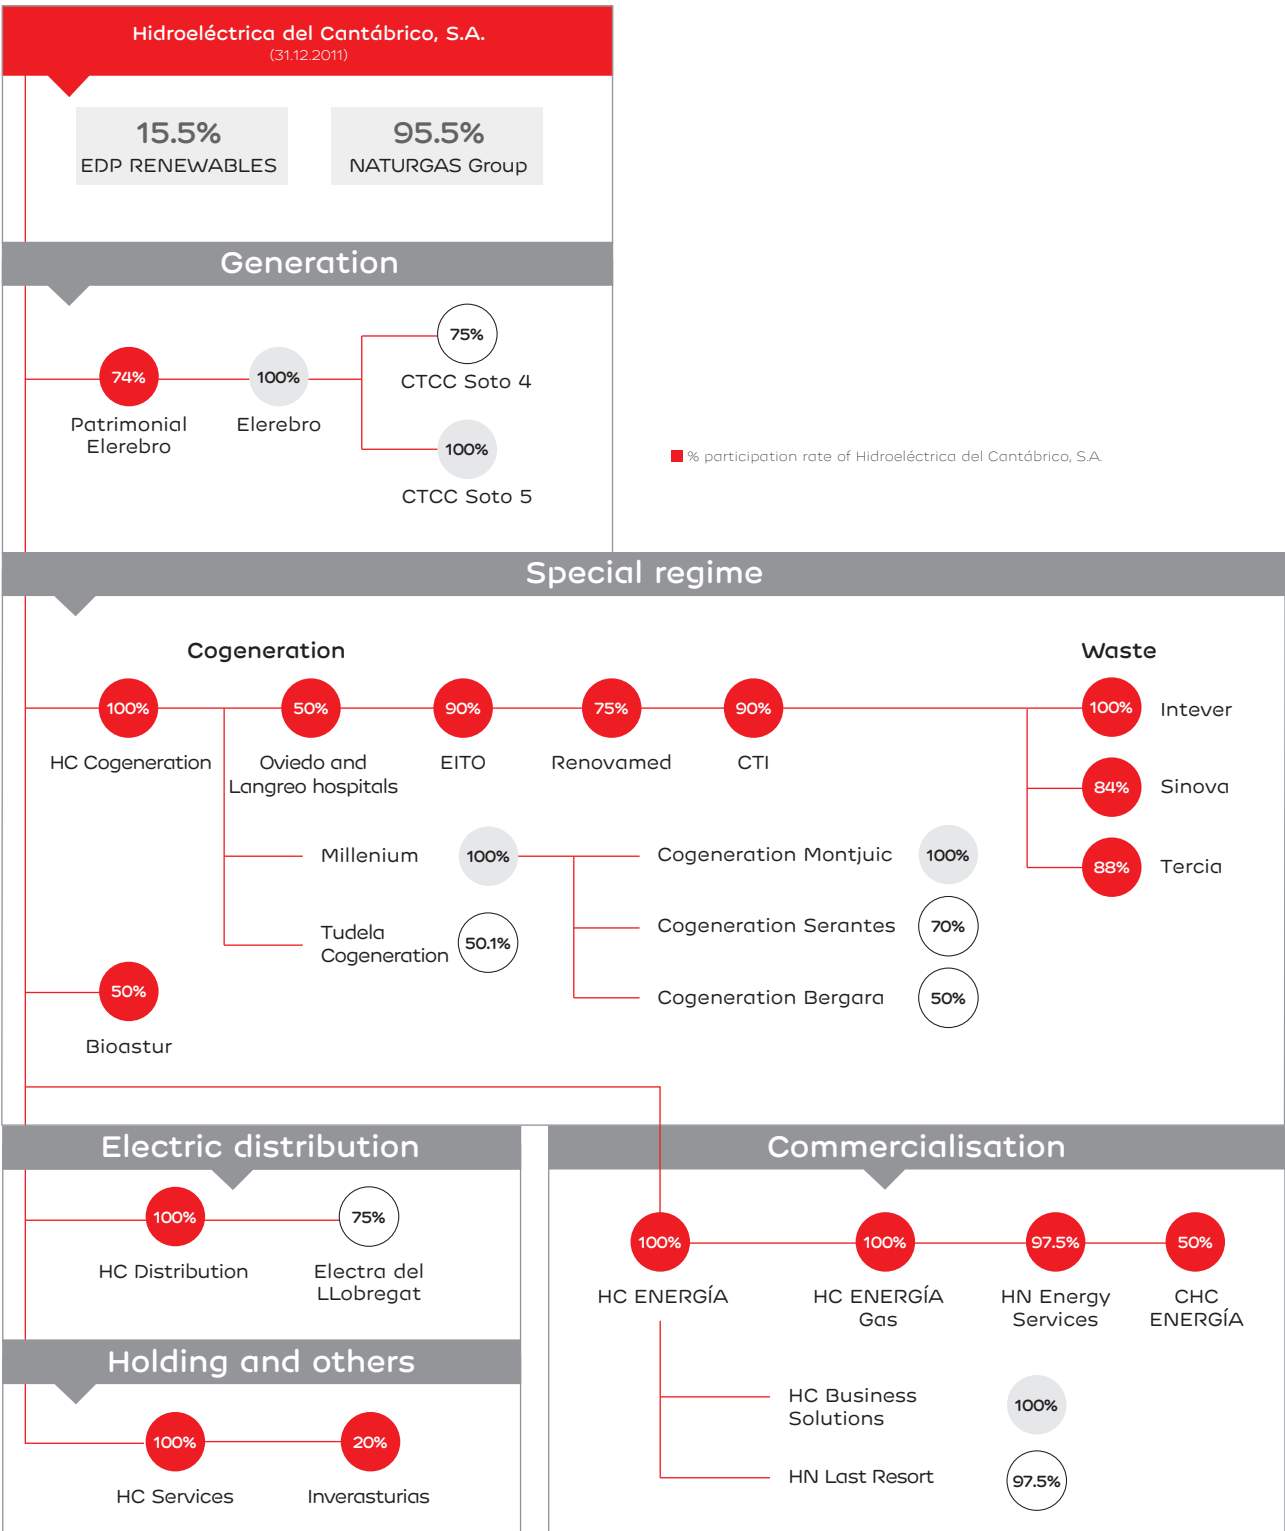 Hidroeléctrica del Cantábrico, S.A.
(31.12.2011)
15.5%
EDP RENEWABLES
95.5%
NATURGAS Group
Generation
75%
CTCC Soto 4
74%
Patrimonial
Elerebro
100%
Elerebro
100%
CTCC Soto 5
% participation rate of Hidroeléctrica del Cantábrico, S.A.
Special regime
Cogeneration
Waste
100%
HC Cogeneration
50%
Oviedo and
Langreo hospitals
90%
EITO
75%
Renovamed
90%
CTI
100%
Intever
84%
Sinova
88%
Tercia
Millenium
100%
Cogeneration Montjuic
100%
Tudela
Cogeneration
50.1%
Cogeneration Serantes
70%
Cogeneration Bergara
50%
50%
Bioastur
Electric distribution
100%
HC Distribution
75%
Electra del
LLobregat
Commercialisation
100%
HC ENERGÍA
100%
HC ENERGÍA
Gas
97.5%
HN Energy
Services
50%
CHC
ENERGÍA
HC Business
Solutions
100%
HN Last Resort
97.5%
Holding and others
100%
HC Services
20%
Inverasturias